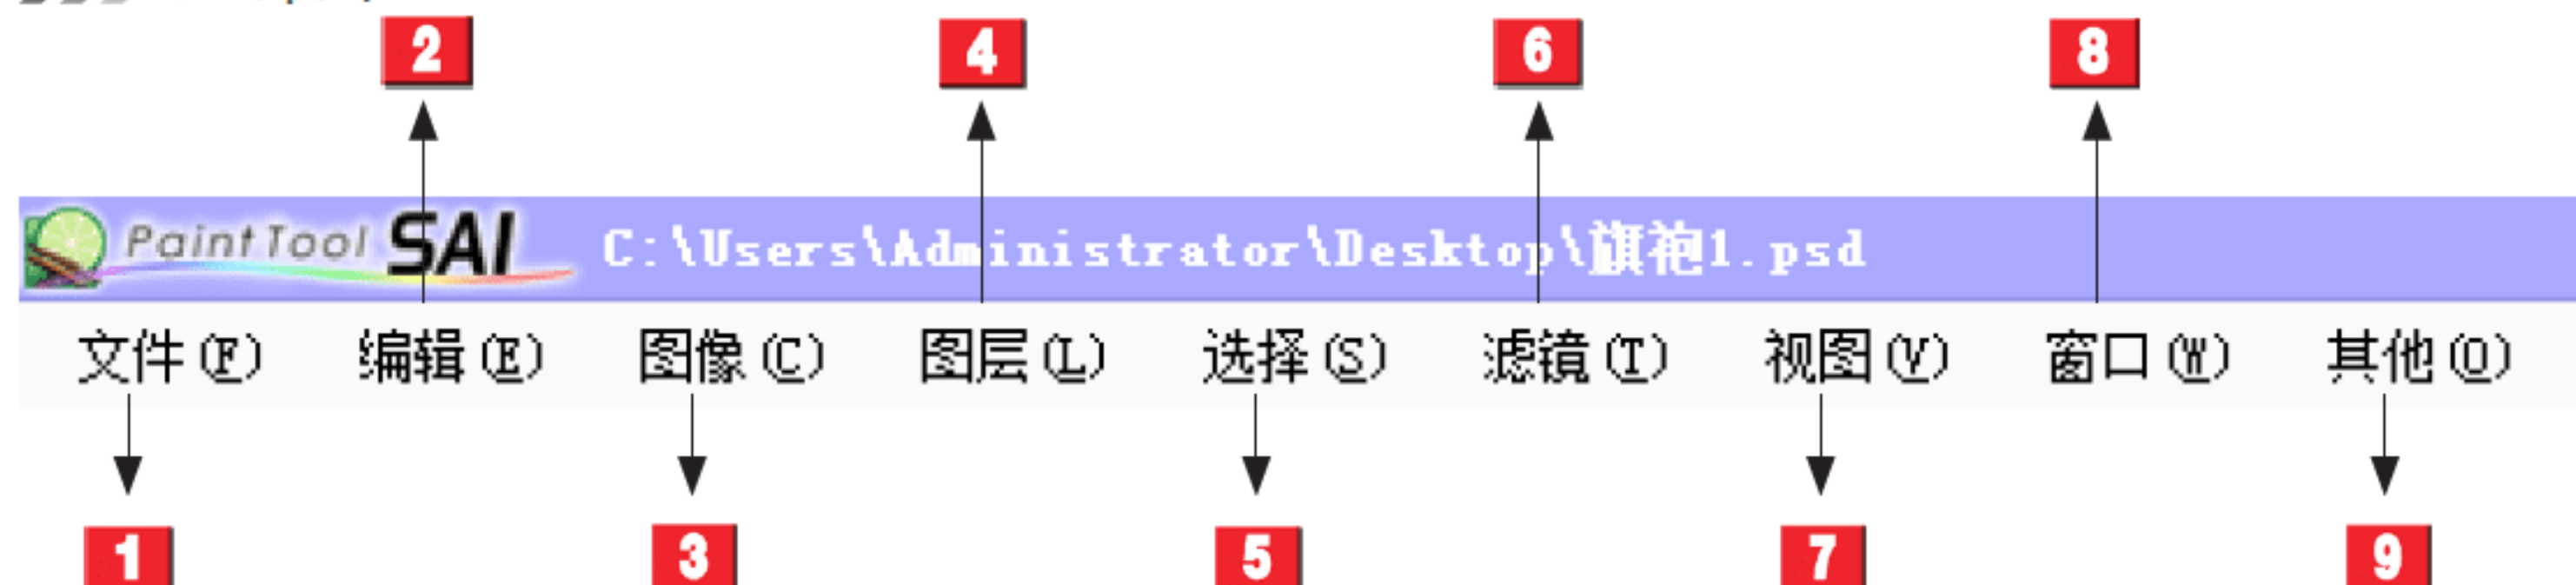 2 4 6 8
PaintTool SAI C:\Users\Administrator\Desktop\旗袍1.psd
文件(F) 编辑(E) 图像(C) 图层(L) 选择(S) 滤镜(T) 视图(V) 窗口(W) 其他(O)
1 3 5 7 9